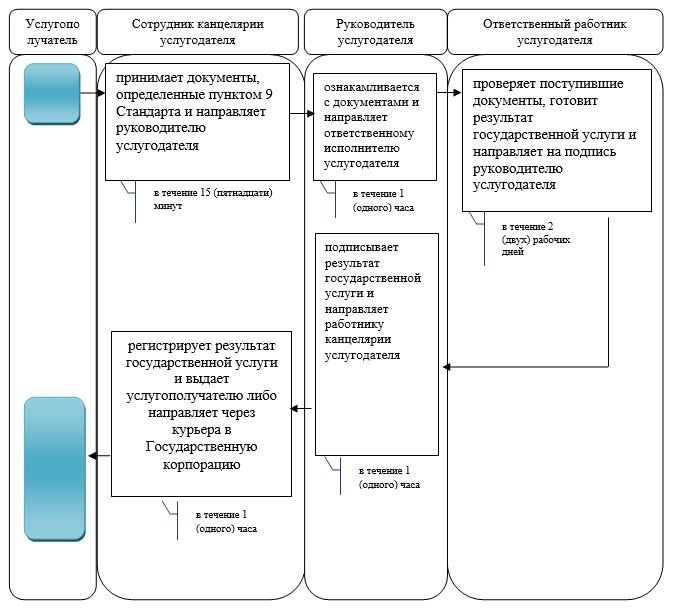 Услугопо
лучатель
Сотрудник канцелярии
услугодателя
Руководитель
услугодателя
Ответственный работник
услугодателя
принимает документы,
определенные пунктом 9
Стандарта и направляет
руководителю
услугодателя
в течение 15 (пятнадцати)
минут
ознакамливается
с документами и
направляет
ответственному
исполнителю
услугодателя
в течение 1
(одного) часа
проверяет поступившие
документы, готовит
результат
государственной услуги и
направляет на подпись
руководителю
услугодателя
в течение 2
(двух) рабочих
дней
подписывает
результат
государственной
услуги и
направляет
работнику
канцелярии
услугодателя
в течение 1
(одного) часа
регистрирует результат
государственной услуги
и выдает
услугополучателю либо
направляет через
курьера в
Государственную
корпорацию
в течение 1
(одного) часа